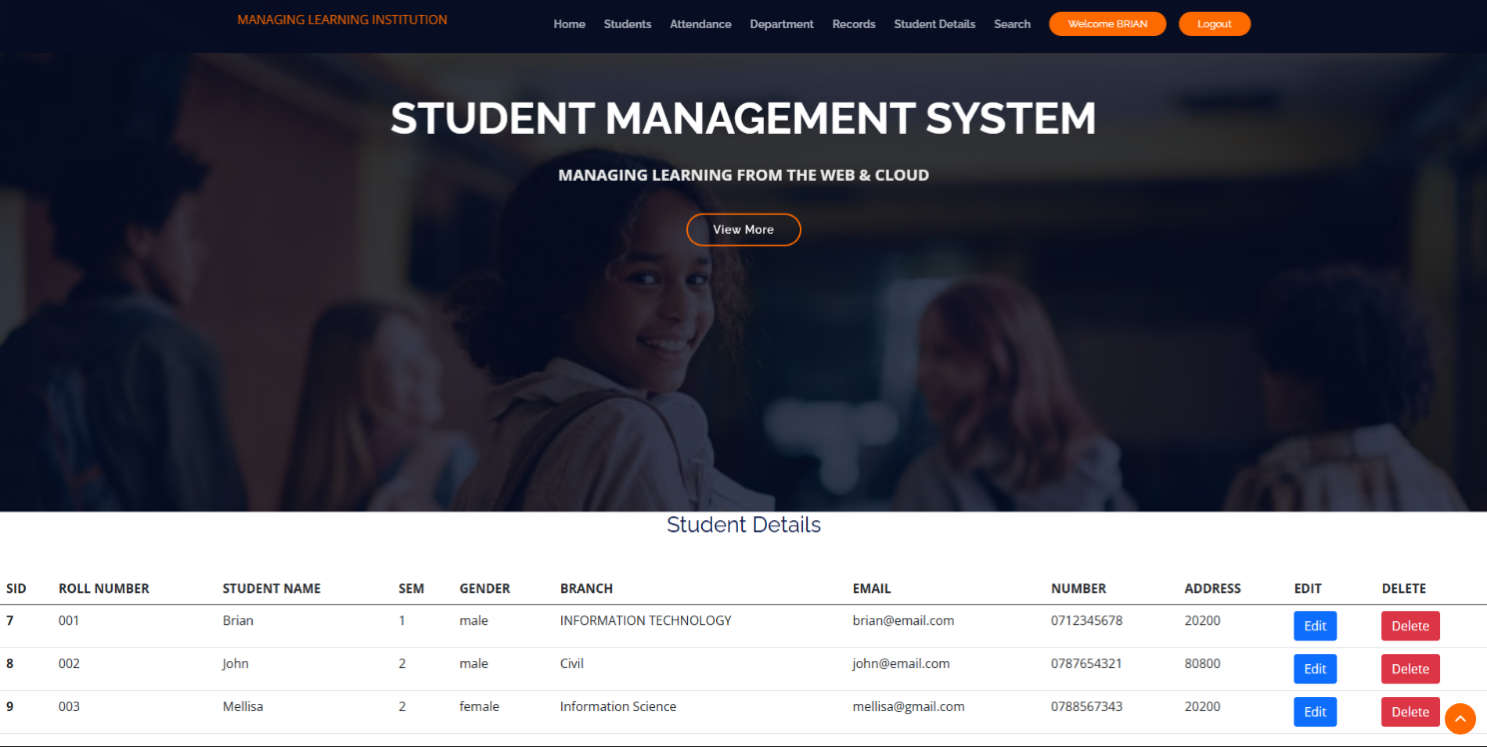 MANAGING LEARNING INSTITUTION Home Students Attendance Department Records Student Details Search Welcome BRIAN Logout
STUDENT MANAGEMENT SYSTEM
MANAGING LEARNING FROM THE WEB & CLOUD
View More
Student Details
SID ROLL NUMBER STUDENT NAME SEM GENDER BRANCH EMAIL NUMBER ADDRESS EDIT DELETE
7 001 Brian 1 male INFORMATION TECHNOLOGY brian@email.com 0712345678 20200 Edit Delete
8 002 John 2 male Civil john@email.com 0787654321 80800 Edit Delete
9 003 Mellisa 2 female Information Science mellisa@gmail.com 0788567343 20200 Edit Delete